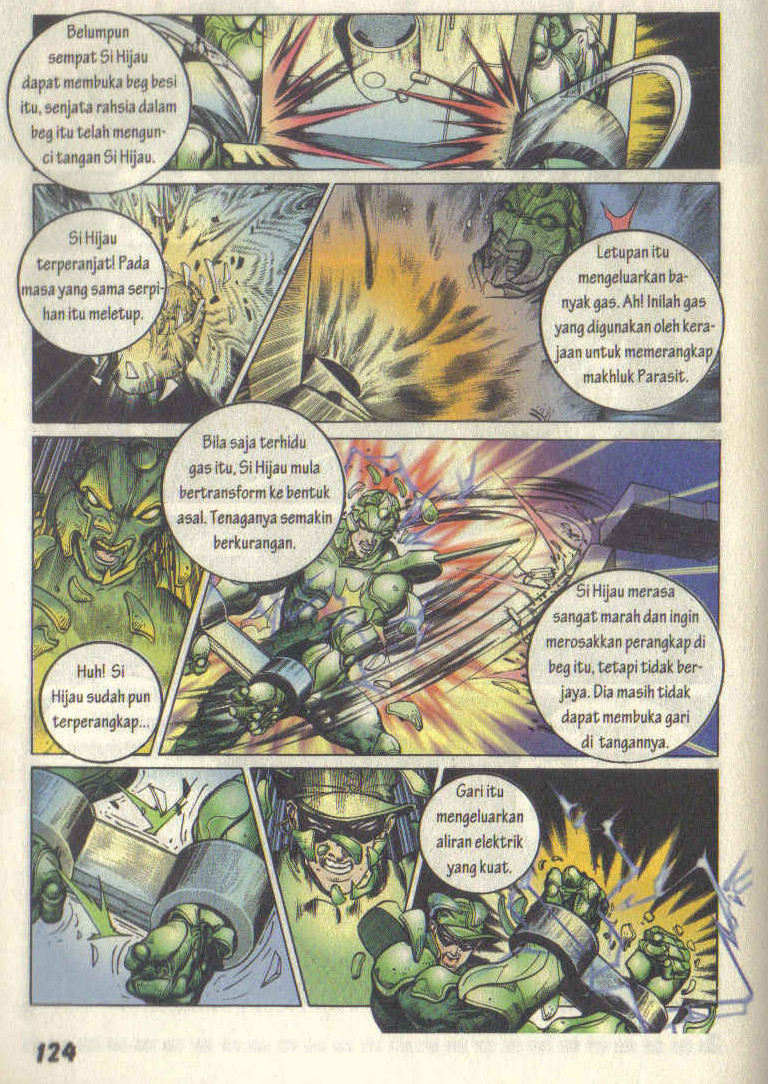 Belumpun
sempat Si Hijau
dapat membuka beg besi
itu, senjata rahsia dalam
beg itu telah mengun-
ci tangan Si Hijau.
Si Hijau
terperanjat! Pada
masa yang sama serpi-
han itu meletup.
Letupan itu
mengeluarkan ba-
nyak gas. Ah! Inilah gas
yang digunakan oleh kera-
jaan untuk memerangkap
makhluk Parasit.
Bila saja terhidu
gas itu, Si Hijau mula
bertransform ke bentuk
asal. Tenaganya semakin
berkurangan.
Huh! Si
Hijau sudah pun
terperangkap...
Si Hijau merasa
sangat marah dan ingin
merosakkan perangkap di
beg itu, tetapi tidak ber-
jaya. Dia masih tidak
dapat membuka gari
di tangannya.
Gari itu
mengeluarkan
aliran elektrik
yang kuat.
124